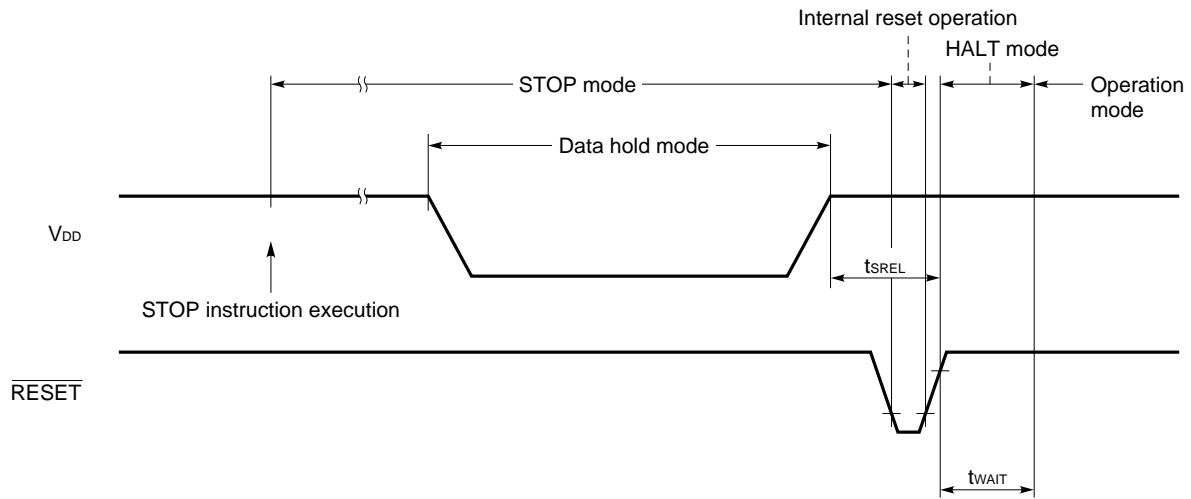 Internal reset operation
HALT mode
STOP mode
Operation
mode
Data hold mode
VDD
tSREL
STOP instruction execution
RESET
tWAIT